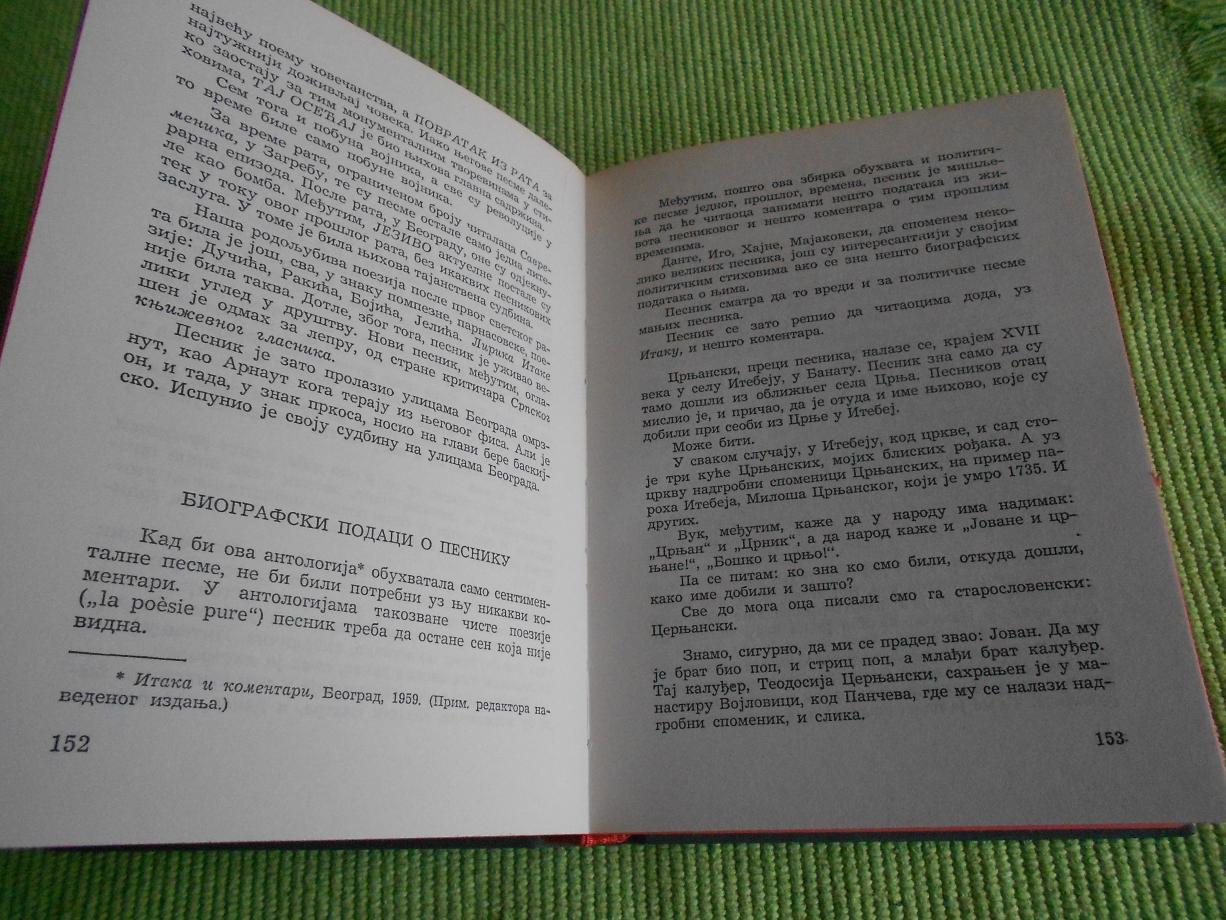 највећу поему човечанства, а ПОВРАТАК ИЗ РАТА за
најтужнији доживљај човека. Иако његове песме дале-
ко заостају за тим монументалним творевинама у сти-
ховима, ТАЈ ОСЕЋАЈ је био њихова главна садржина.
Сем тога и побуна војника, а све су револуције у
то време биле само побуне војника.
За време рата, ограниченом броју читалаца Савре-
меника, у Загребу, те су песме остале само једна лите-
рарна епизода. После рата, у Београду, оне су одјекну-
ле као бомба. Међутим, ЈЕЗИВО актуелне постале су
тек у току овог прошлог рата, без икаквих песникових
заслуга. У томе је била њихова тајанствена судбина.
Наша родољубива поезија после првог светског ра-
та била је још, сва, у знаку помпезне, парнасовске, пое-
зије: Дучића, Ракића, Бојића, Јелића. Лирика Итаке
није била таква. Дотле, због тога, песник је уживао ве-
лики углед у друштву. Нови песник, међутим, огла-
шен је одмах за лепру, од стране критичара Српског
књижевног гласника.
Песник је зато пролазио улицама Београда омрз-
нут, као Арнаут кога терају из његовог фиса. Али је
он, и тада, у знак пркоса, носио на глави бере баскиј-
ско. Испунио је своју судбину на улицама Београда.
БИОГРАФСКИ ПОДАЦИ О ПЕСНИКУ
Кад би ова антологија* обухватала само сентимен-
талне песме, не би били потребни уз њу никакви ко-
ментари. У антологијама такозване чисте поезије
(„la poèsie pure“) песник треба да остане сен која није
видна.
* Итака и коментари, Београд, 1959. (Прим. редактора на-
веденог издања.)
152
Међутим, пошто ова збирка обухвата и политич-
ке песме једног, прошлог, времена, песник је мишље-
ња да ће читаоца занимати нешто података из жи-
вота песниковог и нешто коментара о тим прошлим
временима.
Данте, Иго, Хајне, Мајаковски, да споменем неко-
лико великих песника, још су интересантнији у својим
политичким стиховима ако се зна нешто биографских
података о њима.
Песник сматра да то вреди и за политичке песме
мањих песника.
Песник се зато решио да читаоцима дода, уз
Итаку, и нешто коментара.
Црњански, преци песника, налазе се, крајем XVII
века у селу Итебеју, у Банату. Песник зна само да су
тамо дошли из оближњег села Црња. Песников отац
мислио је, и причао, да је отуда и име њихово, које су
добили при сеоби из Црње у Итебеј.
Може бити.
У сваком случају, у Итебеју, код цркве, и сад сто-
је три куће Црњанских, мојих блиских рођака. А уз
цркву надгробни споменици Црњанских, на пример па-
роха Итебеја, Милоша Црњанског, који је умро 1735. И
других.
Вук, међутим, каже да у народу има надимак:
„Црњан“ и „Црник“, а да народ каже и „Јоване и цр-
њане!“, „Бошко и црњо!“.
Па се питам: ко зна ко смо били, откуда дошли,
како име добили и зашто?
Све до мога оца писали смо га старословенски:
Церњански.
Знамо, сигурно, да ми се прадед звао: Јован. Да му
је брат био поп, и стриц поп, а млађи брат калуђер.
Тај калуђер, Теодосија Церњански, сахрањен је у ма-
настиру Војловици, код Панчева, где му се налази над-
гробни споменик, и слика.
153